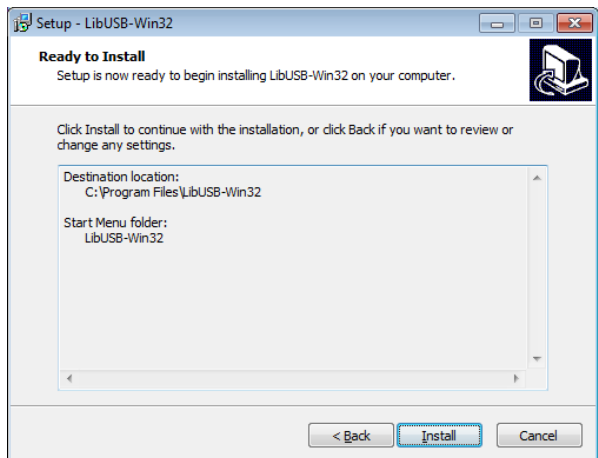 Setup - LibUSB-Win32
Ready to Install
Setup is now ready to begin installing LibUSB-Win32 on your computer.
Click Install to continue with the installation, or click Back if you want to review or
change any settings.
Destination location:
C:\Program Files\LibUSB-Win32
Start Menu folder:
LibUSB-Win32
< Back
Install
Cancel